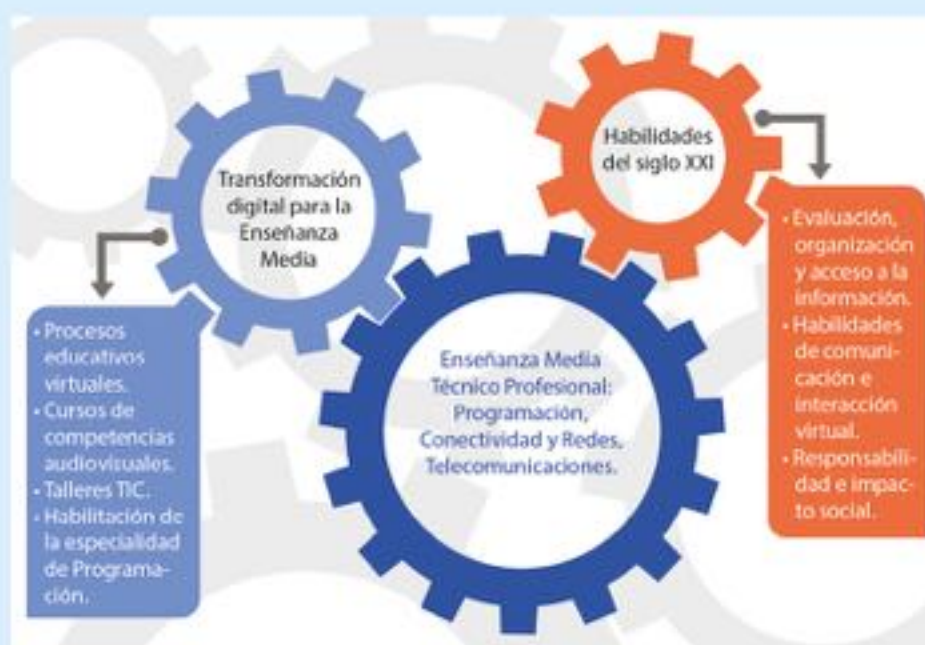 Transformación
digital para la
Enseñanza
Media
Habilidades
del siglo XXI
• Procesos
educativos
virtuales.
• Cursos de
competencias
audiovisuales.
• Talleres TIC.
• Habilitación de
la especialidad
de Programa-
ción.
Enseñanza Media
Técnico Profesional:
Programación,
Conectividad y Redes,
Telecomunicaciones.
• Evaluación,
organización
y acceso a la
información.
• Habilidades
de comuni-
cación e
interacción
virtual.
• Responsabili-
dad e impac-
to social.